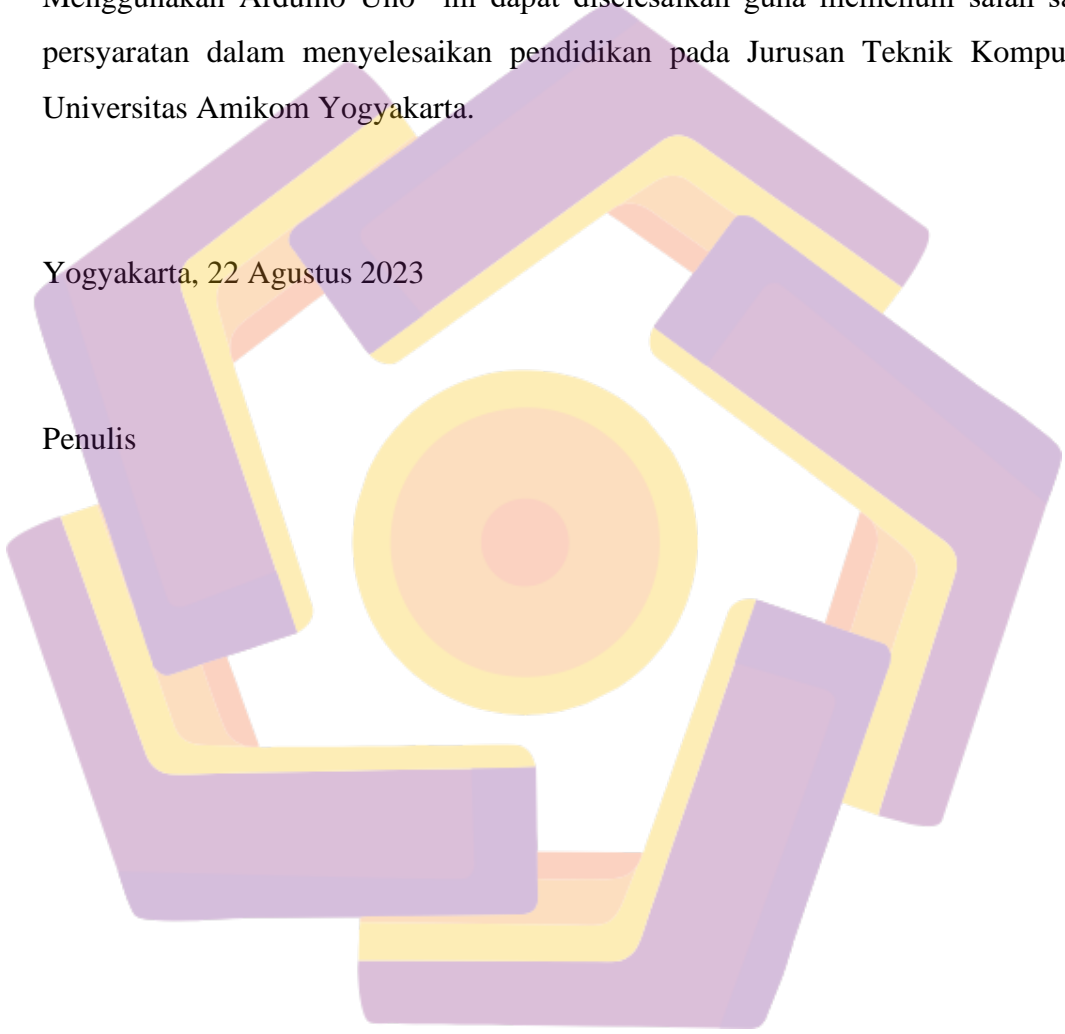 Menggunakan Arduino Uno" ini dapat diselesaikan guna memenuhi salah
persyaratan dalam menyelesaikan pendidikan pada Jurusan Teknik Kompu
Universitas Amikom Yogyakarta.
Yogyakarta, 22 Agustus 2023
Penulis